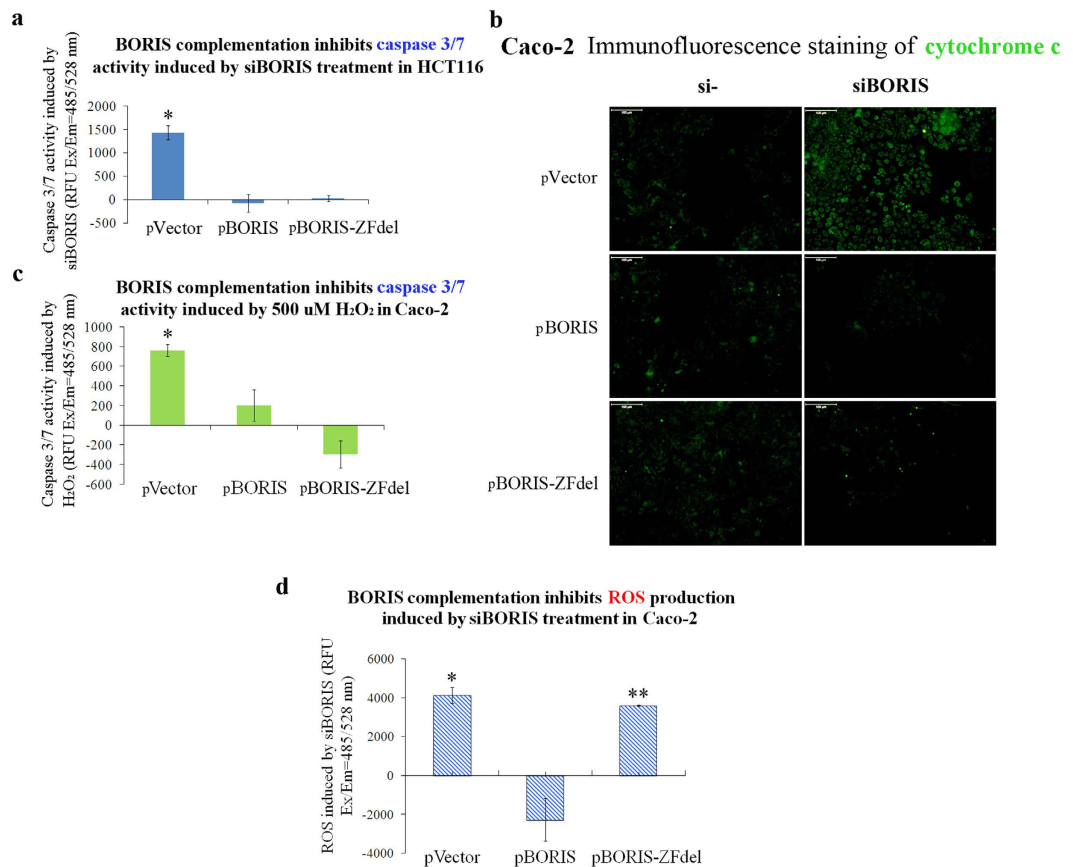 a
BORIS complementation inhibits caspase 3/7
activity induced by siBORIS treatment in HCT116
Caspase 3/7 activity induced by
siBORIS (RFU Ex/Em=485/528 nm)
2000
1500
1000
500
0
-500
*
pVector
pBORIS
pBORIS-ZFdel
b
Caco-2 Immunofluorescence staining of cytochrome c
si-
siBORIS
pVector
pBORIS
pBORIS-ZFdel
c
BORIS complementation inhibits caspase 3/7
activity induced by 500 uM H₂O₂ in Caco-2
Caspase 3/7 activity induced by
H₂O₂ (RFU Ex/Em=485/528 nm)
1000
800
600
400
200
0
-200
-400
-600
*
pVector
pBORIS
pBORIS-ZFdel
d
BORIS complementation inhibits ROS production
induced by siBORIS treatment in Caco-2
ROS induced by siBORIS (RFU
Ex/Em=485/528 nm)
6000
4000
2000
0
-2000
-4000
*
**
pVector
pBORIS
pBORIS-ZFdel